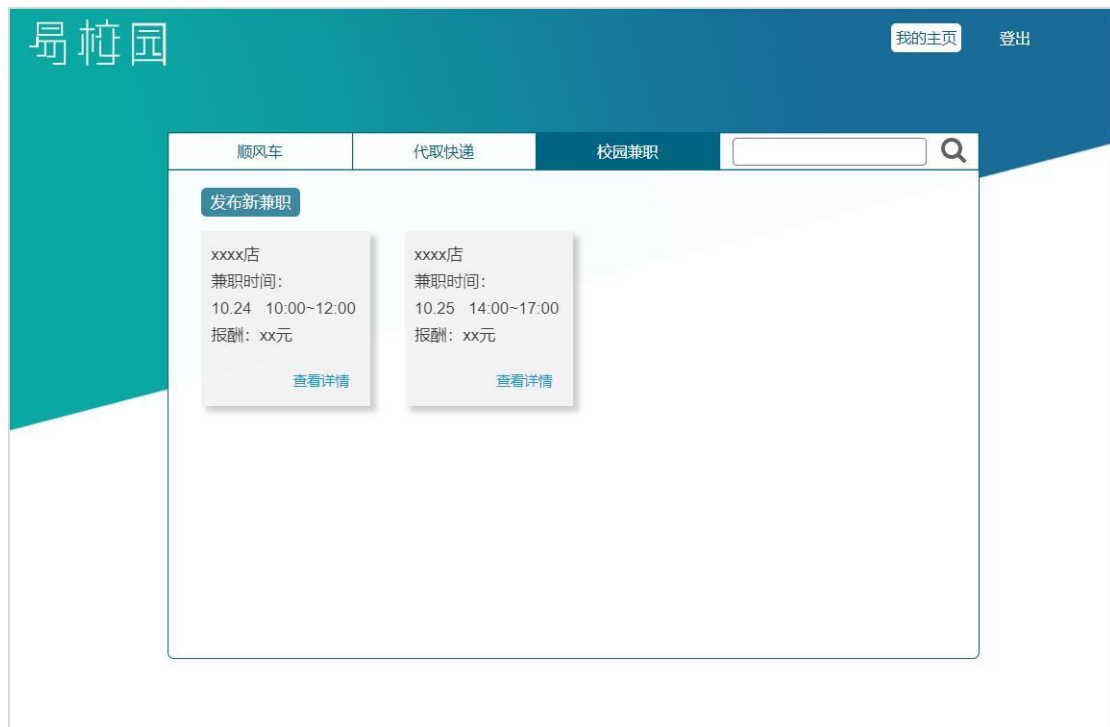 易校园
我的主页 登出
顺风车 代取快递 校园兼职
发布新兼职
xxxx店
兼职时间：
10.24 10:00~12:00
报酬：xx元
查看详情
xxxx店
兼职时间：
10.25 14:00~17:00
报酬：xx元
查看详情